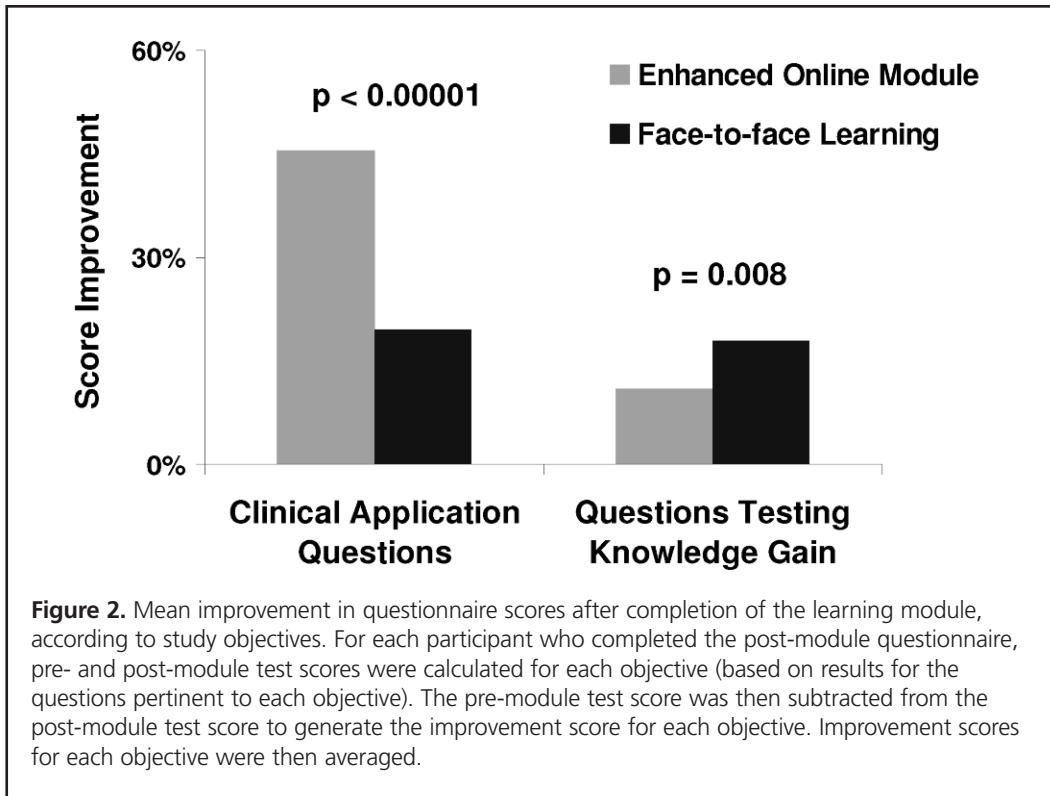 60%
Enhanced Online Module
p < 0.00001
Face-to-face Learning
Score Improvement
30%
p = 0.008
0%
Clinical Application
Questions
Questions Testing
Knowledge Gain
Figure 2. Mean improvement in questionnaire scores after completion of the learning module,
according to study objectives. For each participant who completed the post-module questionnaire,
pre- and post-module test scores were calculated for each objective (based on results for the
questions pertinent to each objective). The pre-module test score was then subtracted from the
post-module test score to generate the improvement score for each objective. Improvement scores
for each objective were then averaged.